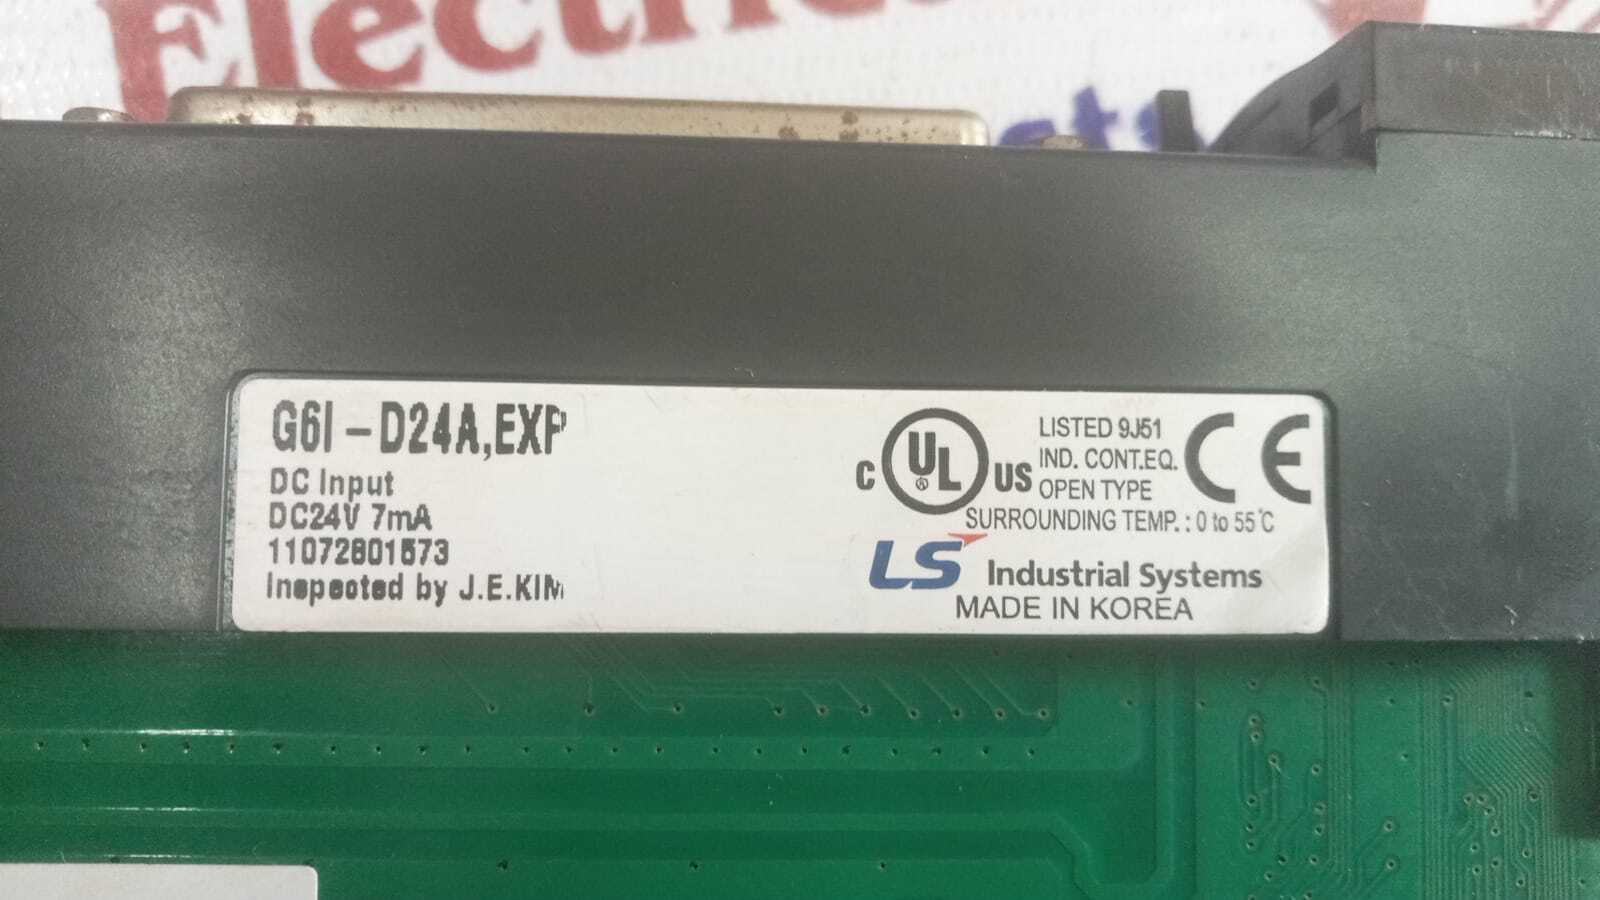 Electric
G6I-D24A,EXP
DC Input
DC24V 7mA
11072801573
Inspected by J.E.KIM
C UL® US
LISTED 9J51
IND. CONT.EQ.
OPEN TYPE
CE
SURROUNDING TEMP. : 0 to 55°C
LS Industrial Systems
MADE IN KOREA